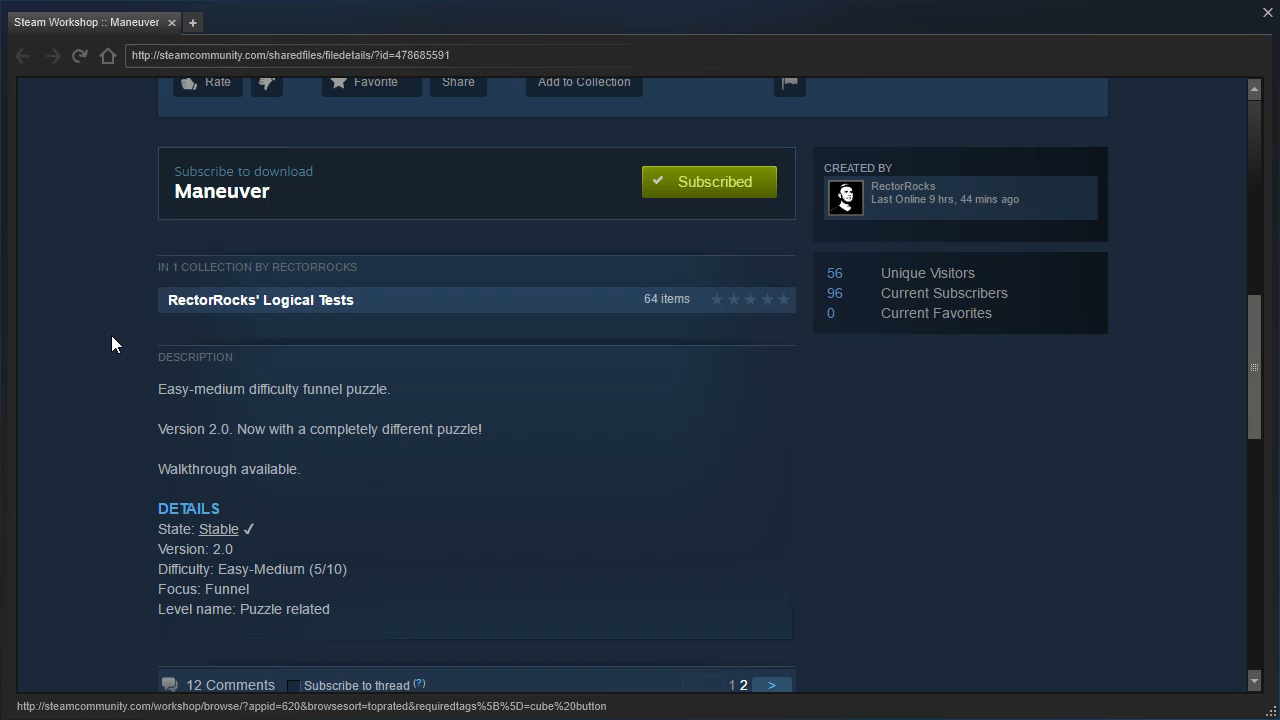 Steam Workshop :: Maneuver
http://steamcommunity.com/sharedfiles/filedetails/?id=478685591
Rate Favorite Share Add to Collection
Subscribe to download
Maneuver
Subscribed
CREATED BY
RectorRocks
Last Online 9 hrs, 44 mins ago
IN 1 COLLECTION BY RECTORROCKS
RectorRocks' Logical Tests 64 items
56 Unique Visitors
96 Current Subscribers
0 Current Favorites
DESCRIPTION
Easy-medium difficulty funnel puzzle.
Version 2.0. Now with a completely different puzzle!
Walkthrough available.
DETAILS
State: Stable ✓
Version: 2.0
Difficulty: Easy-Medium (5/10)
Focus: Funnel
Level name: Puzzle related
12 Comments Subscribe to thread (?) 1 2 >
http://steamcommunity.com/workshop/browse/?appid=620&browsesort=toprated&requiredtags%5B%5D=cube%20button